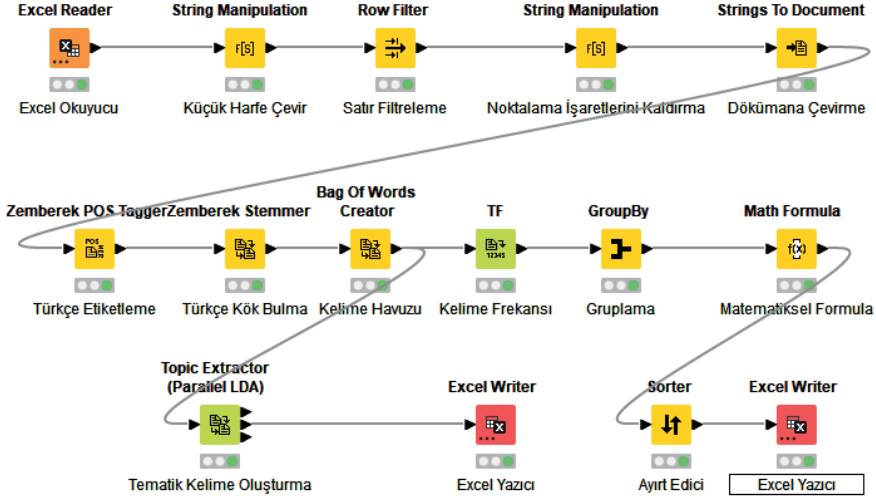 Excel Reader
String Manipulation
Row Filter
String Manipulation
Strings To Document
F[S]
F[S]
Excel Okuyucu
Küçük Harfe Çevir
Satır Filtreleme
Noktalama İşaretlerini Kaldırma
Dökümana Çevirme
Zemberek POS Tagger
Zemberek Stemmer
Bag Of Words
Creator
TF
GroupBy
Math Formula
POS
12345
f(x)
Türkçe Etiketleme
Türkçe Kök Bulma
Kelime Havuzu
Kelime Frekansı
Gruplama
Matematiksel Formula
Topic Extractor
(Parallel LDA)
Excel Writer
Sorter
Excel Writer
Tematik Kelime Oluşturma
Excel Yazıcı
Ayırt Edici
Excel Yazıcı